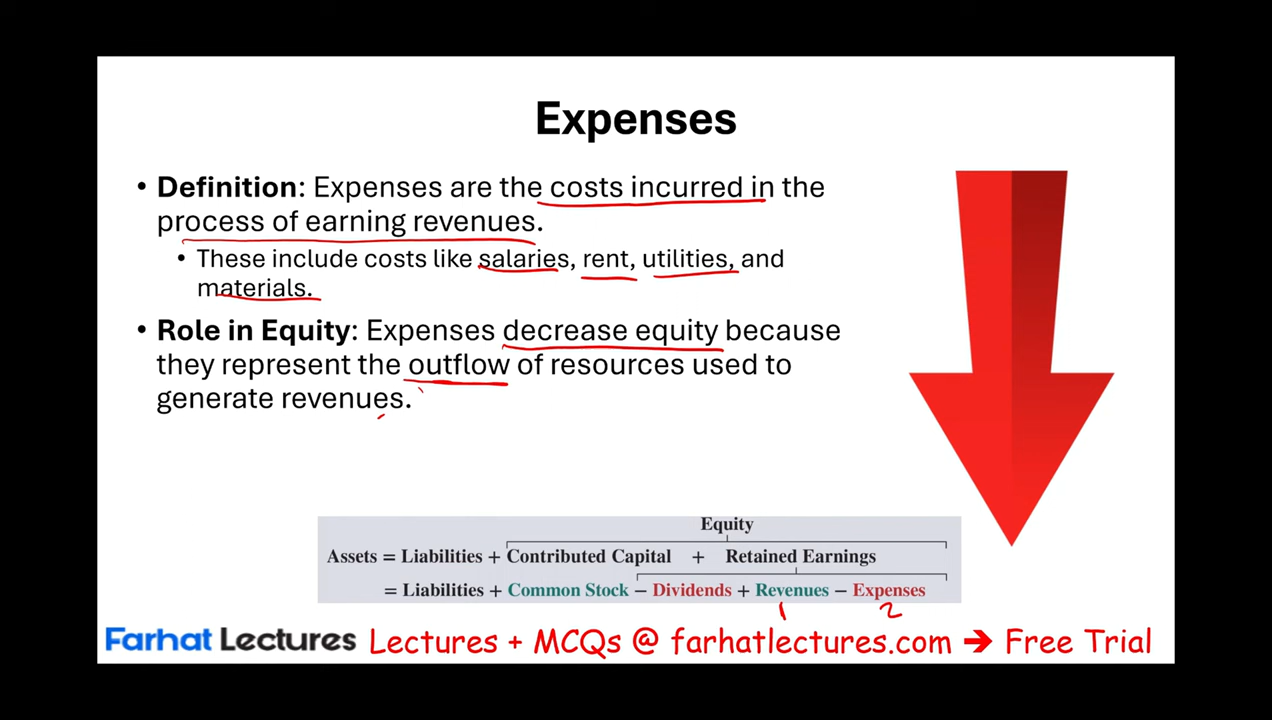 Expenses
• Definition: Expenses are the costs incurred in the
process of earning revenues.
• These include costs like salaries, rent, utilities, and
materials.
• Role in Equity: Expenses decrease equity because
they represent the outflow of resources used to
generate revenues.
Equity
Assets = Liabilities + Contributed Capital + Retained Earnings
= Liabilities + Common Stock − Dividends + Revenues − Expenses
1 2
Farhat Lectures Lectures + MCQs @ farhatlectures.com → Free Trial